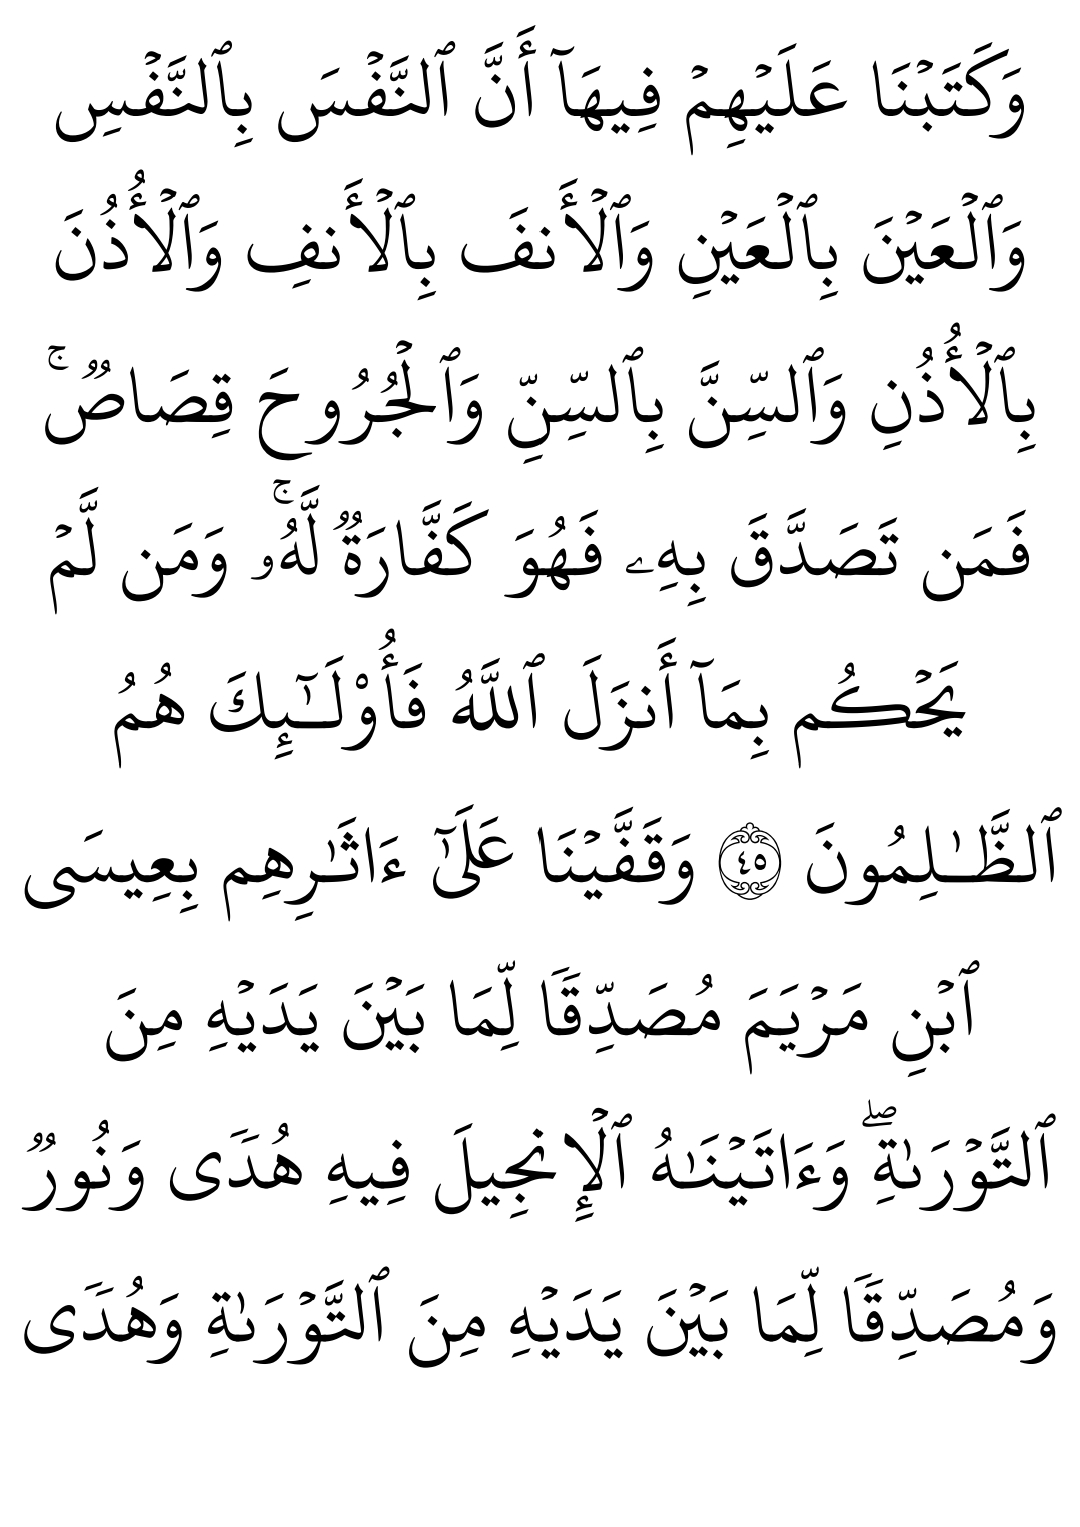 وَكَتَبۡنَا عَلَيۡهِمۡ فِيهَآ أَنَّ ٱلنَّفۡسَ بِٱلنَّفۡسِ
وَٱلۡعَيۡنَ بِٱلۡعَيۡنِ وَٱلۡأَنفَ بِٱلۡأَنفِ وَٱلۡأُذُنَ
بِٱلۡأُذُنِ وَٱلسِّنَّ بِٱلسِّنِّ وَٱلۡجُرُوحَ قِصَاصٞۚ
فَمَن تَصَدَّقَ بِهِۦ فَهُوَ كَفَّارَةٞ لَّهُۥۚ وَمَن لَّمۡ
يَحۡكُم بِمَآ أَنزَلَ ٱللَّهُ فَأُوْلَٰٓئِكَ هُمُ
ٱلظَّٰلِمُونَ ٤٥ وَقَفَّيۡنَا عَلَىٰٓ ءَاثَٰرِهِم بِعِيسَى
ٱبۡنِ مَرۡيَمَ مُصَدِّقٗا لِّمَا بَيۡنَ يَدَيۡهِ مِنَ
ٱلتَّوۡرَىٰةِۖ وَءَاتَيۡنَٰهُ ٱلۡإِنجِيلَ فِيهِ هُدٗى وَنُورٞ
وَمُصَدِّقٗا لِّمَا بَيۡنَ يَدَيۡهِ مِنَ ٱلتَّوۡرَىٰةِ وَهُدٗى